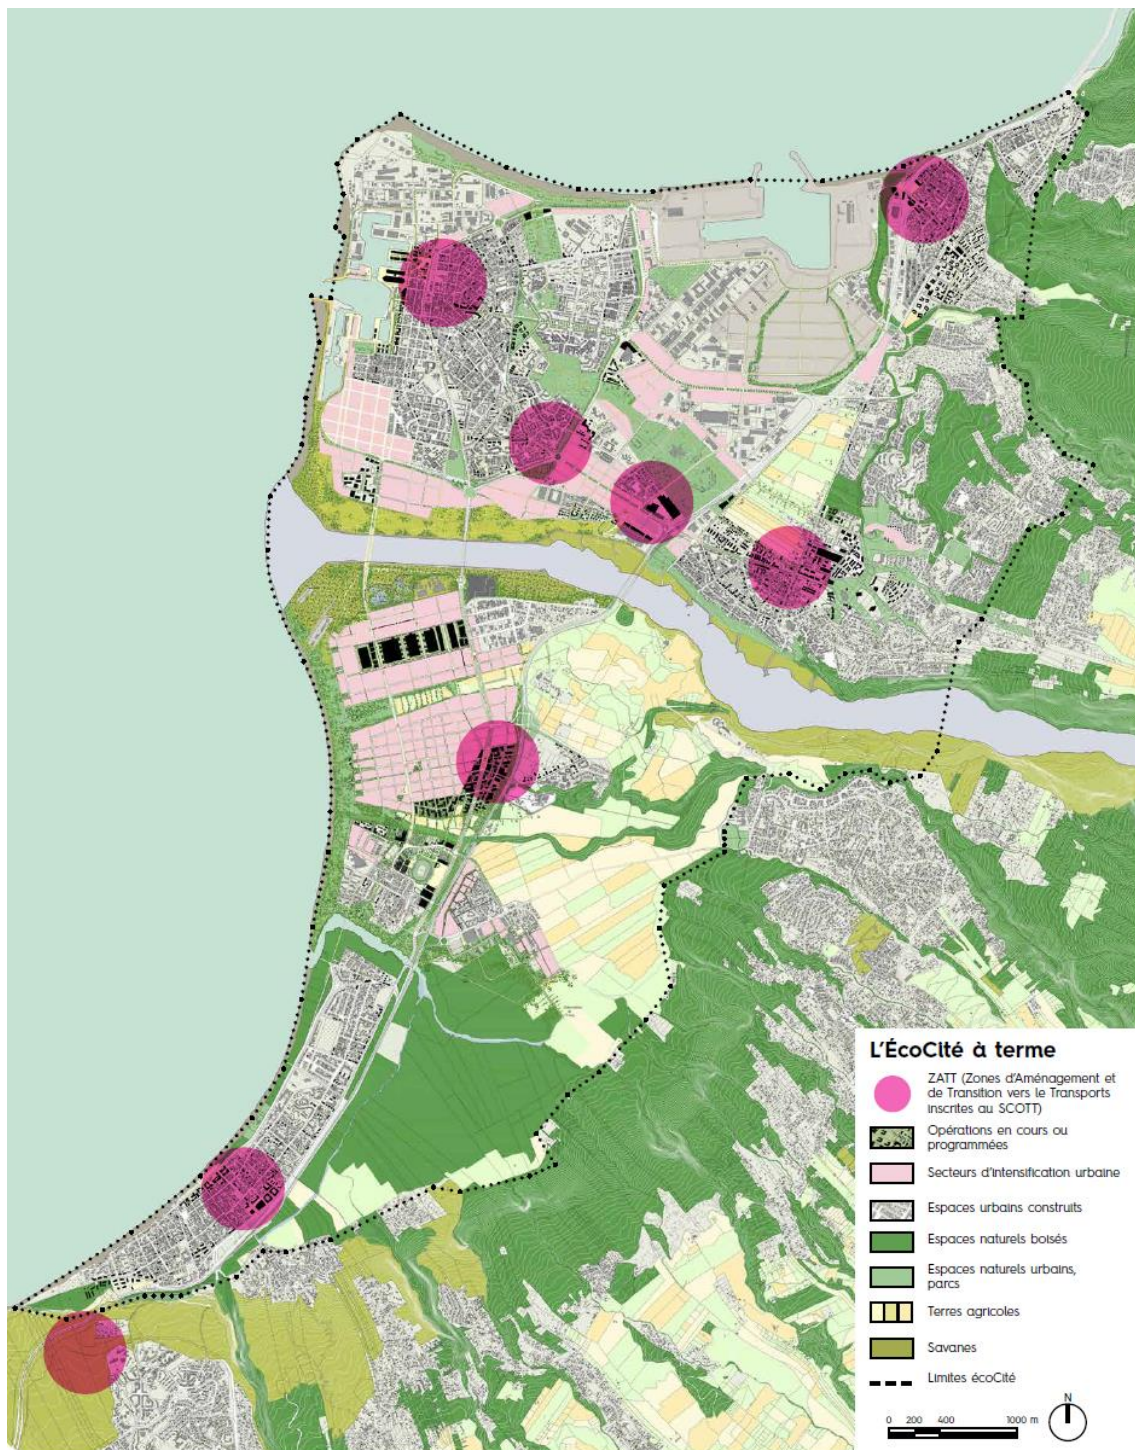 L'ÉcoCité à terme
ZATT (Zones d'Aménagement et
de Transition vers le Transports
inscrites au SCOTT)
Opérations en cours ou
programmées
Secteurs d'intensification urbaine
Espaces urbains construits
Espaces naturels boisés
Espaces naturels urbains,
parcs
Terres agricoles
Savanes
Limites écoCité
N
0 200 400 1000 m